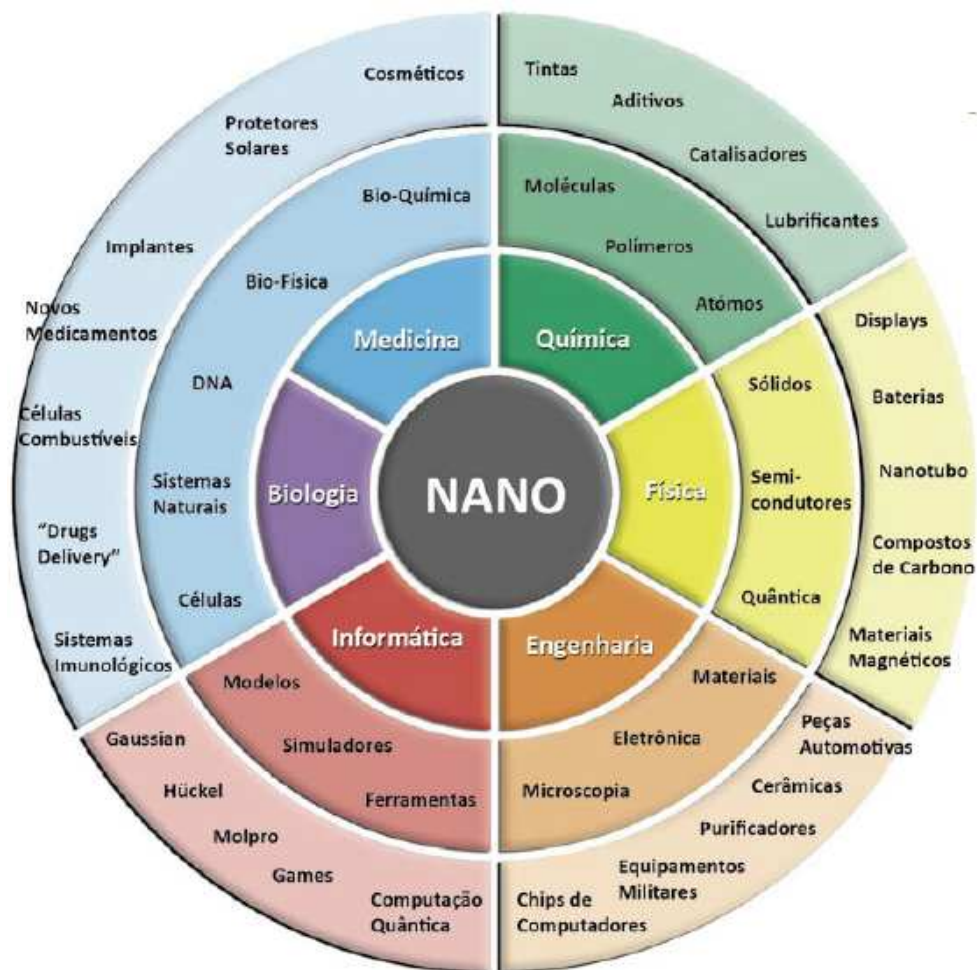 Cosméticos
Protetores
Solares
Implantes
Novos
Medicamentos
Células
Combustíveis
“Drugs
Delivery”
Sistemas
Imunológicos
Bio-Química
Bio-Física
DNA
Sistemas
Naturais
Células
Medicina
Biologia
Tintas
Aditivos
Catalisadores
Lubrificantes
Moléculas
Polímeros
Atómos
Química
Displays
Baterias
Nanotubo
Compostos
de Carbono
Materiais
Magnéticos
Sólidos
Semi-
condutores
Quântica
Física
NANO
Informática
Modelos
Simuladores
Ferramentas
Gaussian
Hückel
Molpro
Games
Computação
Quântica
Engenharia
Materiais
Eletrônica
Microscopia
Peças
Automotivas
Cerâmicas
Purificadores
Equipamentos
Militares
Chips de
Computadores